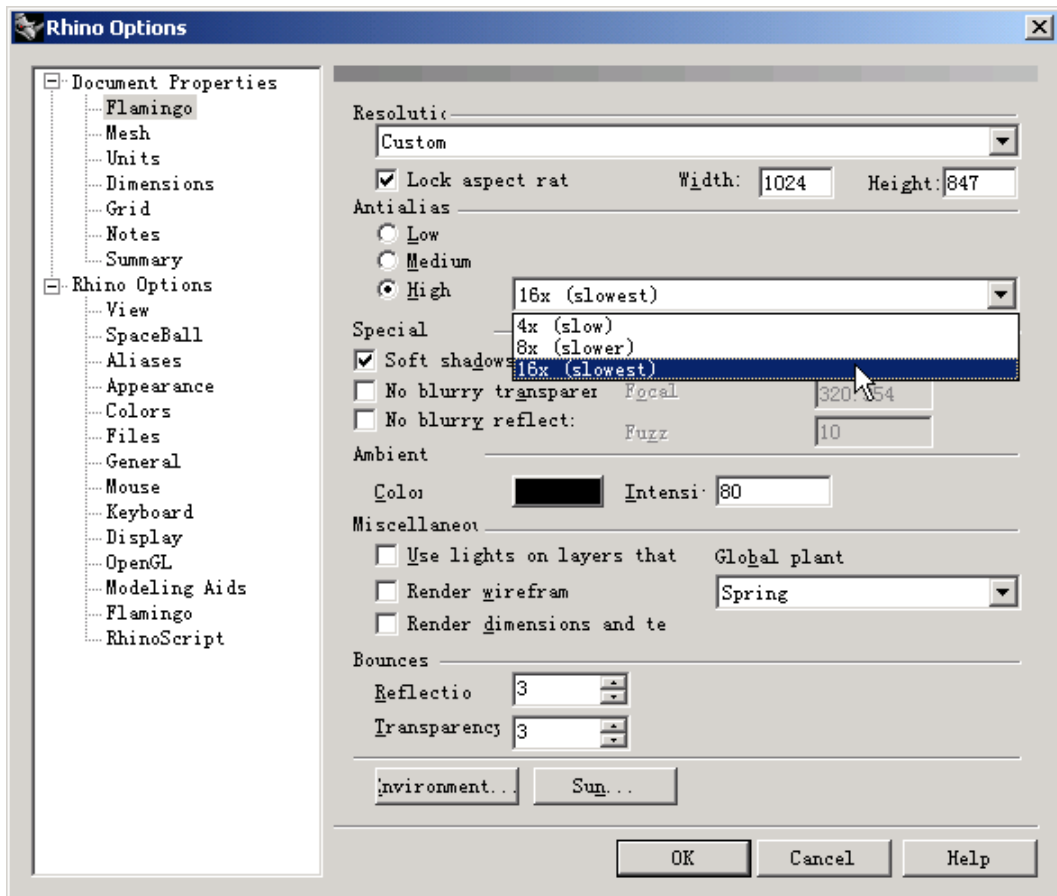 Rhino Options
Document Properties
Flamingo
Mesh
Units
Dimensions
Grid
Notes
Summary
Rhino Options
View
SpaceBall
Aliases
Appearance
Colors
Files
General
Mouse
Keyboard
Display
OpenGL
Modeling Aids
Flamingo
RhinoScript
Resolutic
Custom
Lock aspect rat Width: 1024 Height: 847
Antialias
Low
Medium
High 16x (slowest)
4x (slow)
8x (slower)
16x (slowest)
Special
Soft shadows
No blurry transparer Focal
No blurry reflect: Fuzz 10
Ambient
Color Intensi 80
Miscellaneou
Use lights on layers that Global plant
Render wirefram Spring
Render dimensions and te
Bounces
Reflectio 3
Transparency 3
nvironment... Sun...
OK Cancel Help